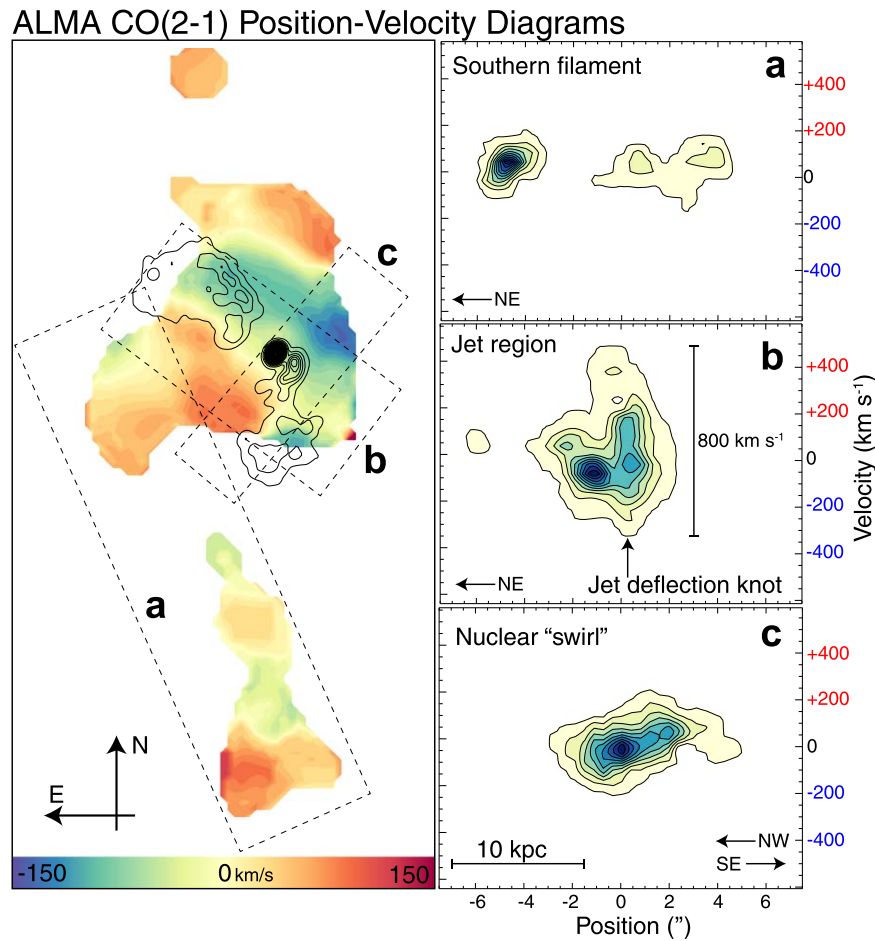 ALMA CO(2-1) Position-Velocity Diagrams
c
b
a
N
E
-150
0 km/s
150
Southern filament
a
+400
+200
0
-200
-400
NE
Jet region
b
+400
+200
0
-200
-400
800 km s-1
NE
Jet deflection knot
Velocity (km s-1)
Nuclear “swirl”
c
+400
+200
0
-200
-400
10 kpc
NW
SE
-6 -4 -2 0 2 4 6
Position (”)